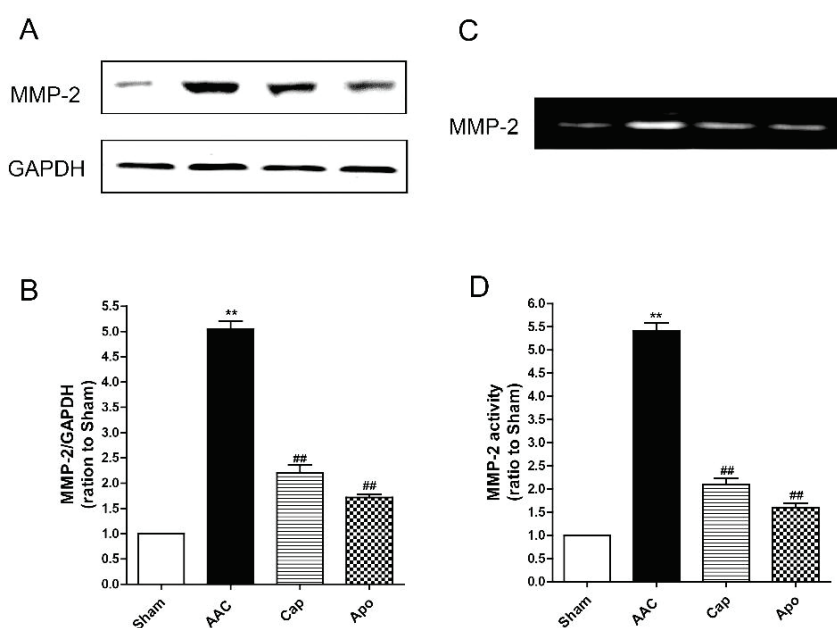 A
MMP-2
GAPDH
C
MMP-2
B
MMP-2/GAPDH
(ration to Sham)
5.5
5.0
4.5
4.0
3.5
3.0
2.5
2.0
1.5
1.0
0.5
0.0
**
##
##
Sham
AAC
Cap
Apo
D
MMP-2 activity
(ratio to Sham)
6.0
5.5
5.0
4.5
4.0
3.5
3.0
2.5
2.0
1.5
1.0
0.5
0.0
**
##
##
Sham
AAC
Cap
Apo